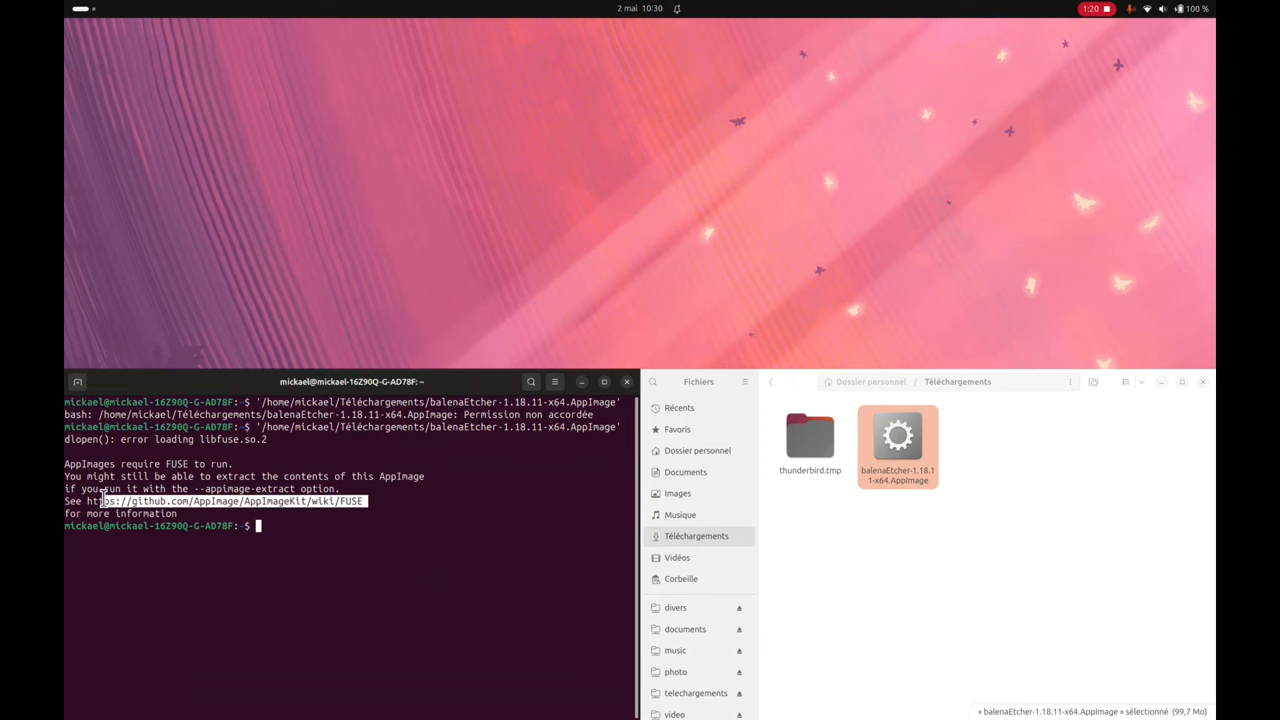 2 mai 10:30
1:20
100 %
mickael@mickael-16Z90Q-G-AD78F: ~
mickael@mickael-16Z90Q-G-AD78F:~$ '/home/mickael/Téléchargements/balenaEtcher-1.18.11-x64.AppImage'
bash: /home/mickael/Téléchargements/balenaEtcher-1.18.11-x64.AppImage: Permission non accordée
mickael@mickael-16Z90Q-G-AD78F:~$ '/home/mickael/Téléchargements/balenaEtcher-1.18.11-x64.AppImage'
dlopen(): error loading libfuse.so.2
AppImages require FUSE to run.
You might still be able to extract the contents of this AppImage
if you run it with the --appimage-extract option.
See https://github.com/AppImage/AppImageKit/wiki/FUSE
for more information
mickael@mickael-16Z90Q-G-AD78F:~$
Fichiers
Récents
Favoris
Dossier personnel
Documents
Images
Musique
Téléchargements
Vidéos
Corbeille
divers
documents
music
photo
telechargements
video
Dossier personnel / Téléchargements
thunderbird.tmp
balenaEtcher-1.18.1
1-x64.AppImage
« balenaEtcher-1.18.11-x64.AppImage » sélectionné (99,7 Mo)